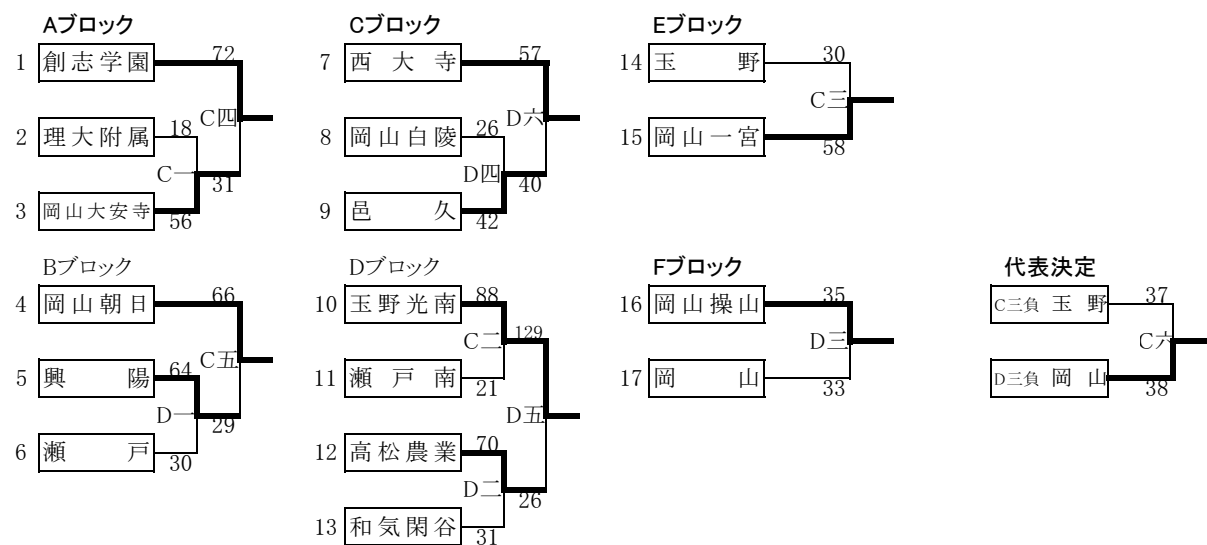 Aブロック
1 創志学園 72
C四
2 理大附属 18
C一
31
3 岡山大安寺 56
Bブロック
4 岡山朝日 66
C五
5 興陽 64
D一
29
6 瀬戸 30
Cブロック
7 西大寺 57
D六
8 岡山白陵 26
D四
40
9 邑久 42
Dブロック
10 玉野光南 88
C二
129
11 瀬戸南 21
D五
12 高松農業 70
D二
26
13 和気閑谷 31
Eブロック
14 玉野 30
C三
15 岡山一宮 58
Fブロック
16 岡山操山 35
D三
17 岡山 33
代表決定
C三負 玉野 37
C六
D三負 岡山 38